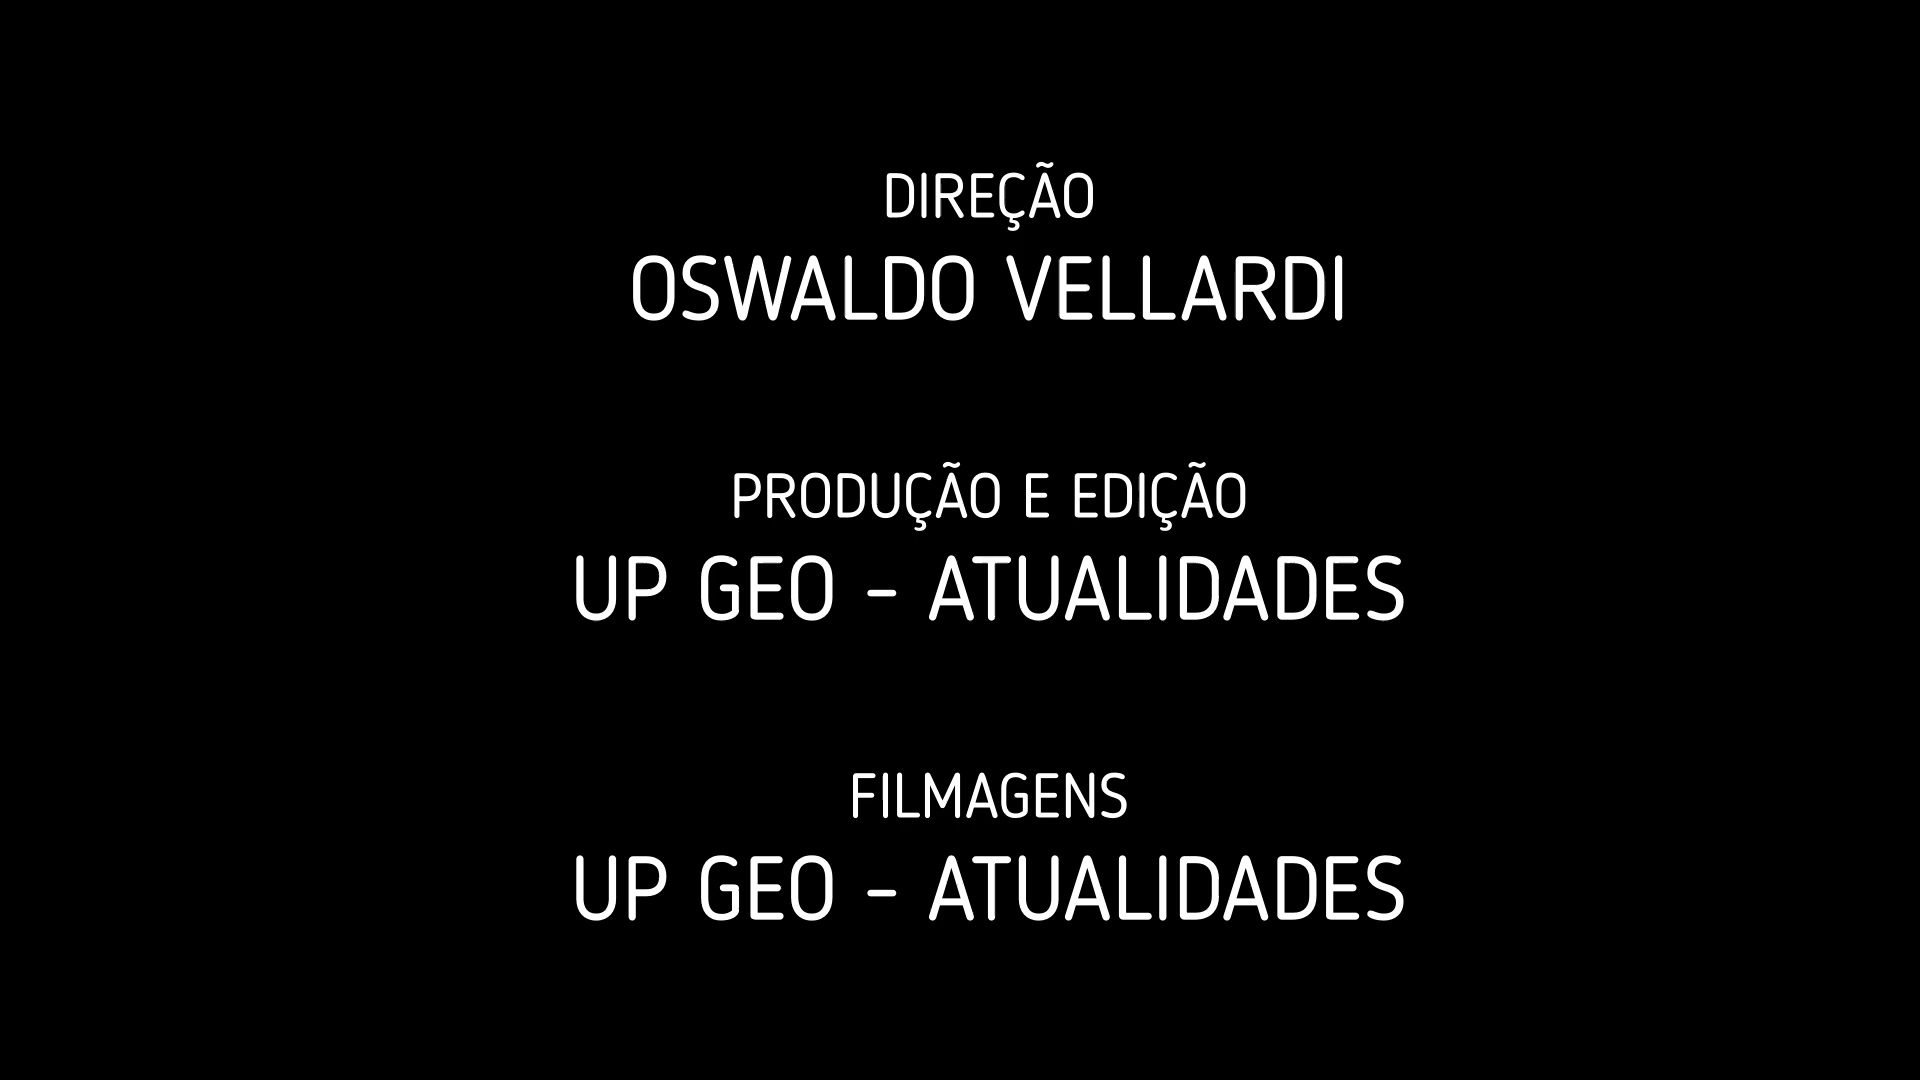 DIREÇÃO
OSWALDO VELLARDI
PRODUÇÃO E EDIÇÃO
UP GEO - ATUALIDADES
FILMAGENS
UP GEO - ATUALIDADES